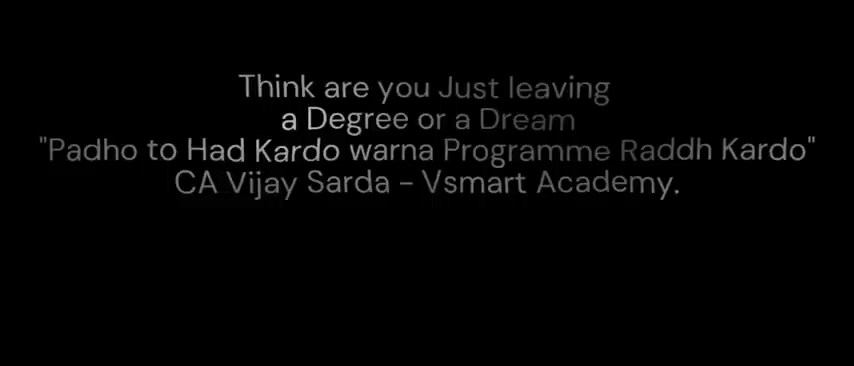 Think are you Just leaving
a Degree or a Dream
"Padho to Had Kardo warna Programme Raddh Kardo"
CA Vijay Sarda - Vsmart Academy.